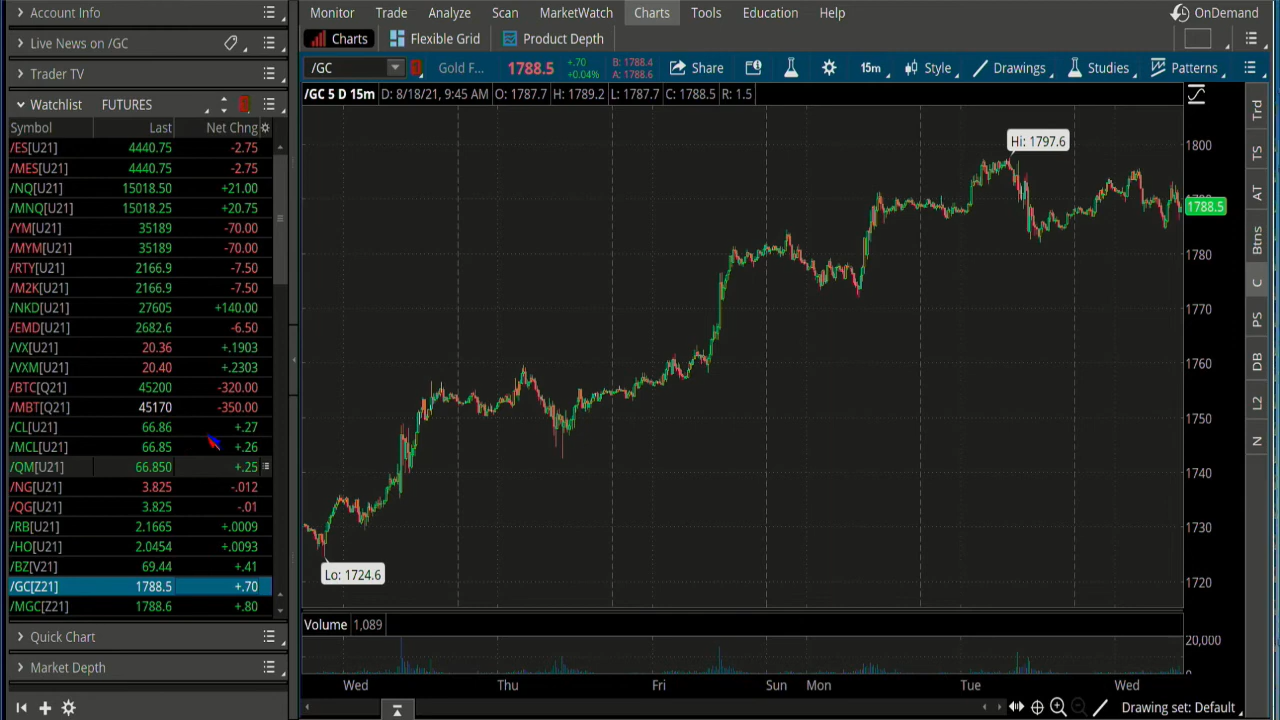 Account Info
Monitor Trade Analyze Scan MarketWatch Charts Tools Education Help OnDemand
Live News on /GC
Charts Flexible Grid Product Depth
Trader TV
/GC Gold F... 1788.5 +.70 +0.04% B: 1788.4 A: 1788.6 Share 15m Style Drawings Studies Patterns
Watchlist FUTURES
/GC 5 D 15m D: 8/18/21, 9:45 AM O: 1787.7 H: 1789.2 L: 1787.7 C: 1788.5 R: 1.5
Symbol Last Net Chng
/ES[U21] 4440.75 -2.75
/MES[U21] 4440.75 -2.75
/NQ[U21] 15018.50 +21.00
/MNQ[U21] 15018.25 +20.75
/YM[U21] 35189 -70.00
/MYM[U21] 35189 -70.00
/RTY[U21] 2166.9 -7.50
/M2K[U21] 2166.9 -7.50
/NKD[U21] 27605 +140.00
/EMD[U21] 2682.6 -6.50
/VX[U21] 20.36 +.1903
/VXM[U21] 20.40 +.2303
/BTC[Q21] 45200 -320.00
/MBT[Q21] 45170 -350.00
/CL[U21] 66.86 +.27
/MCL[U21] 66.85 +.26
/QM[U21] 66.850 +.25
/NG[U21] 3.825 -.012
/QG[U21] 3.825 -.01
/RB[U21] 2.1665 +.0009
/HO[U21] 2.0454 +.0093
/BZ[V21] 69.44 +.41
/GC[Z21] 1788.5 +.70
/MGC[Z21] 1788.6 +.80
Quick Chart
Market Depth
Hi: 1797.6
Lo: 1724.6
1800
1788.5
1780
1770
1760
1750
1740
1730
1720
Volume 1,089
20,000
0
Wed Thu Fri Sun Mon Tue Wed
Drawing set: Default
Trd
TS
AT
Btns
C
PS
DB
L2
N